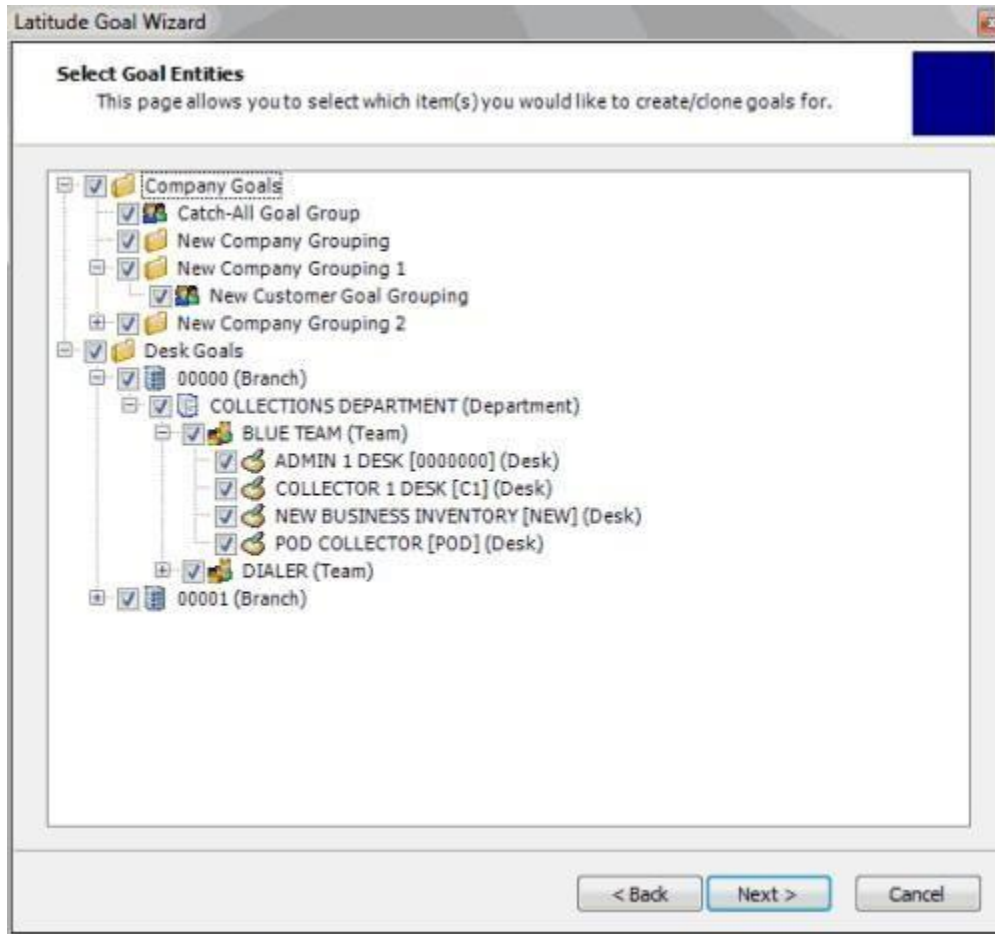 Latitude Goal Wizard
Select Goal Entities
This page allows you to select which item(s) you would like to create/clone goals for.
Company Goals
Catch-All Goal Group
New Company Grouping
New Company Grouping 1
New Customer Goal Grouping
New Company Grouping 2
Desk Goals
00000 (Branch)
COLLECTIONS DEPARTMENT (Department)
BLUE TEAM (Team)
ADMIN 1 DESK [0000000] (Desk)
COLLECTOR 1 DESK [C1] (Desk)
NEW BUSINESS INVENTORY [NEW] (Desk)
POD COLLECTOR [POD] (Desk)
DIALER (Team)
00001 (Branch)
< Back Next > Cancel